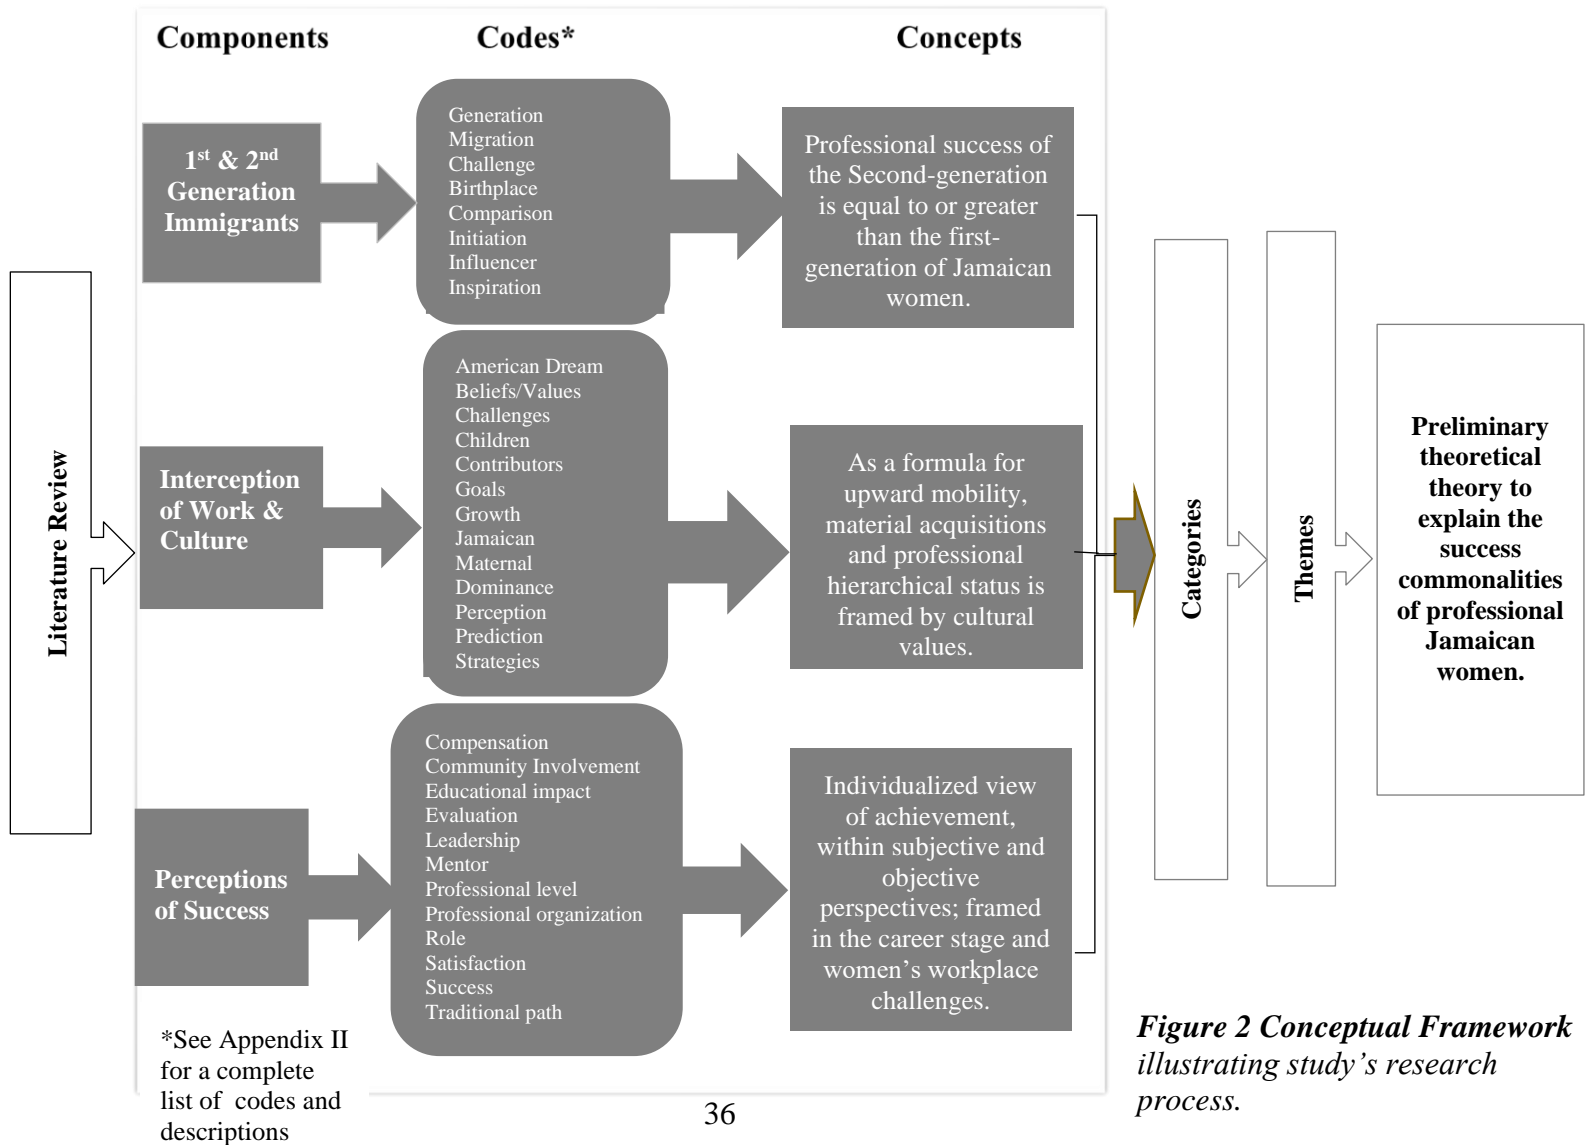 Components
Codes*
Concepts
Literature Review
1st & 2nd
Generation
Immigrants
Generation
Migration
Challenge
Birthplace
Comparison
Initiation
Influencer
Inspiration
Professional success of
the Second-generation
is equal to or greater
than the first-
generation of Jamaican
women.
Interception
of Work &
Culture
American Dream
Beliefs/Values
Challenges
Children
Contributors
Goals
Growth
Jamaican
Maternal
Dominance
Perception
Prediction
Strategies
As a formula for
upward mobility,
material acquisitions
and professional
hierarchical status is
framed by cultural
values.
Perceptions
of Success
Compensation
Community Involvement
Educational impact
Evaluation
Leadership
Mentor
Professional level
Professional organization
Role
Satisfaction
Success
Traditional path
Individualized view
of achievement,
within subjective and
objective
perspectives; framed
in the career stage and
women’s workplace
challenges.
Categories
Themes
Preliminary
theoretical
theory to
explain the
success
commonalities
of professional
Jamaican
women.
*See Appendix II
for a complete
list of codes and
descriptions
36
Figure 2 Conceptual Framework
illustrating study’s research
process.